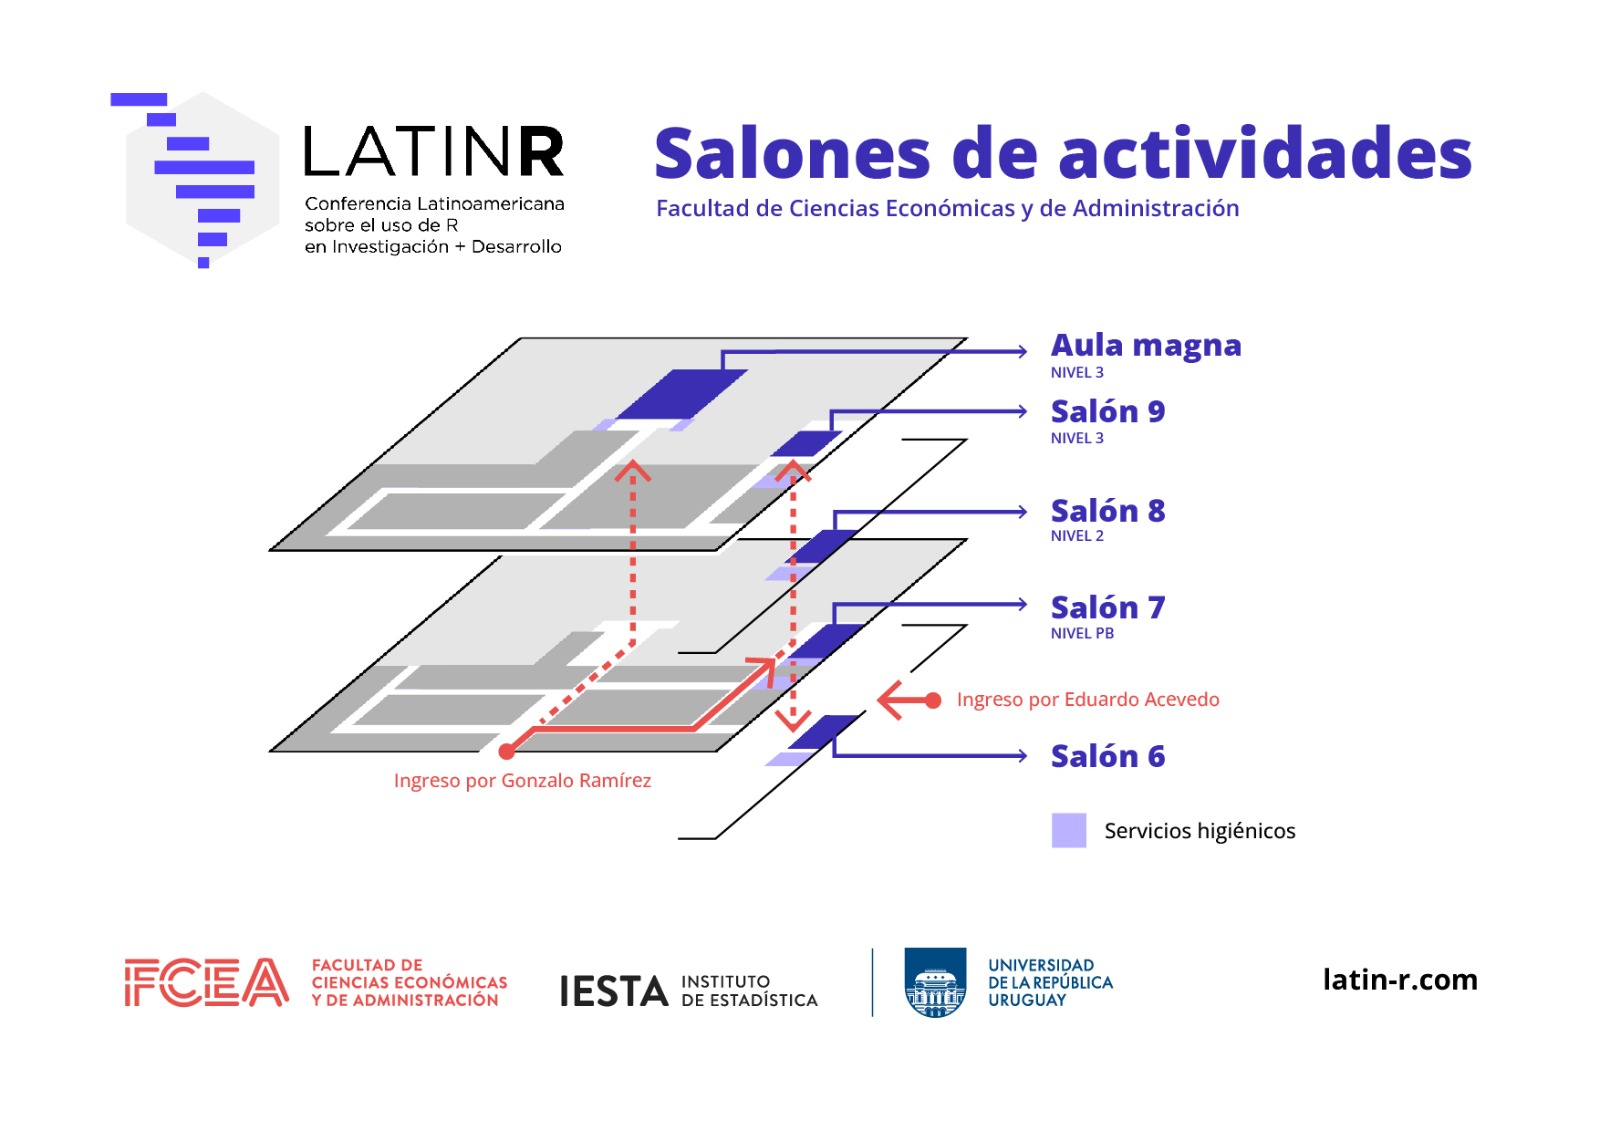 LATINR
Conferencia Latinoamericana
sobre el uso de R
en Investigación + Desarrollo
Salones de actividades
Facultad de Ciencias Económicas y de Administración
Aula magna
NIVEL 3
Salón 9
NIVEL 3
Salón 8
NIVEL 2
Salón 7
NIVEL PB
Ingreso por Eduardo Acevedo
Salón 6
Ingreso por Gonzalo Ramírez
Servicios higiénicos
FCEA
FACULTAD DE
CIENCIAS ECONÓMICAS
Y DE ADMINISTRACIÓN
IESTA
INSTITUTO
DE ESTADÍSTICA
UNIVERSIDAD
DE LA REPÚBLICA
URUGUAY
latin-r.com